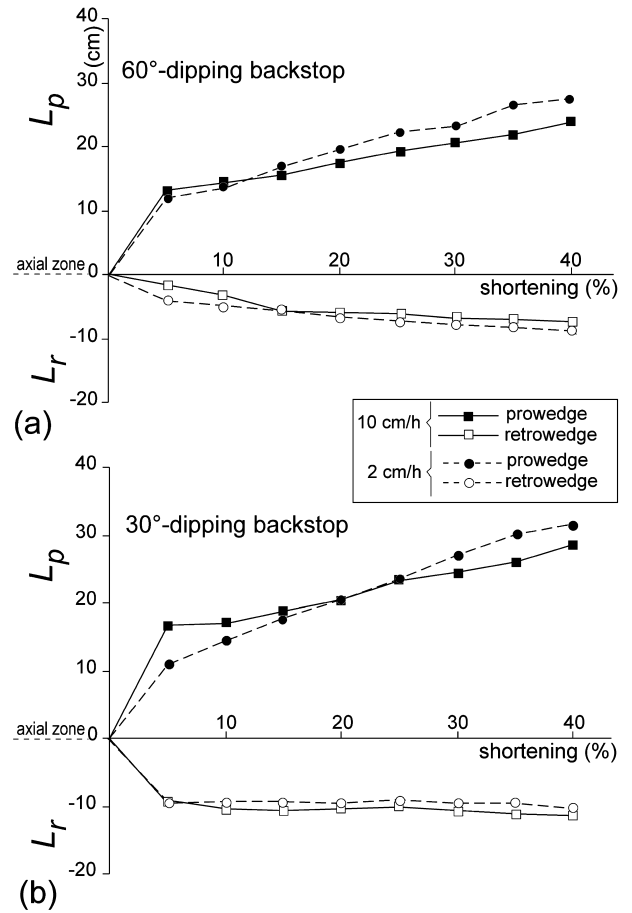 (a)
40
(cm)
60°-dipping backstop
30
Lp
20
10
axial zone 0
10 20 30 40
shortening (%)
-10
Lr
-20
10 cm/h
prowedge
retrowedge
2 cm/h
prowedge
retrowedge
40
30°-dipping backstop
30
Lp
20
10
axial zone 0
10 20 30 40
shortening (%)
-10
Lr
-20
(b)